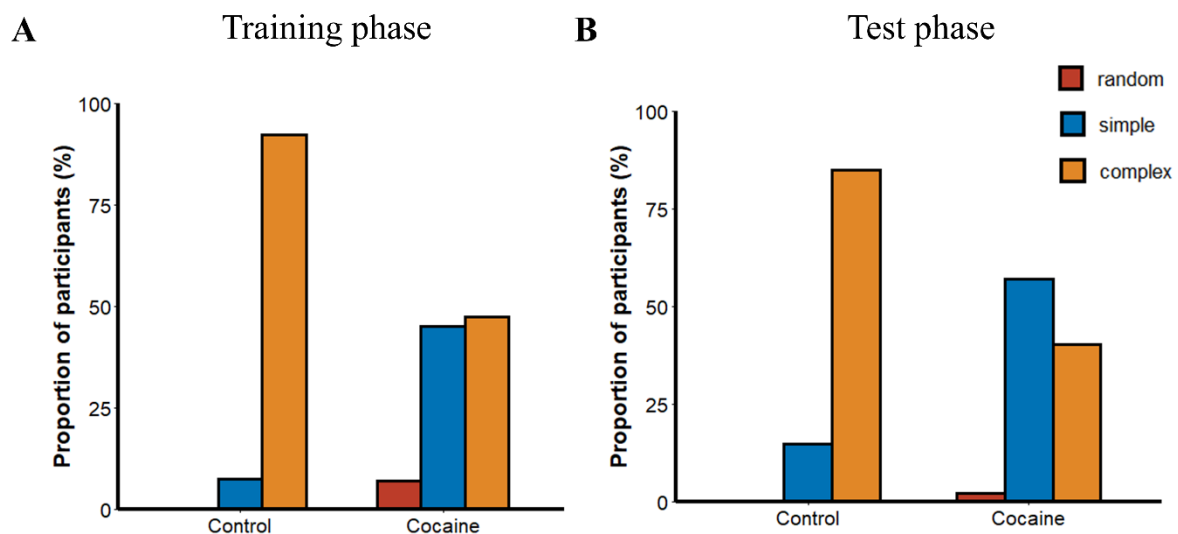 A
Training phase
Proportion of participants (%)
100
75
50
25
0
Control
Cocaine
B
Test phase
Proportion of participants (%)
100
75
50
25
0
Control
Cocaine
random
simple
complex